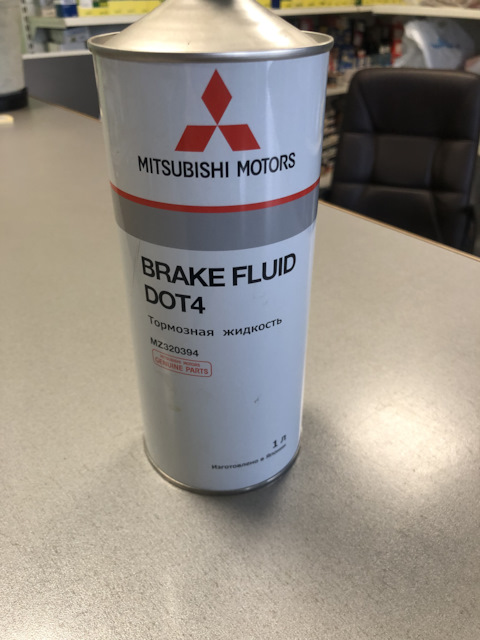 MITSUBISHI MOTORS
BRAKE FLUID
DOT4
Тормозная жидкость
MZ320394
GENUINE PARTS
1 Л
Изготовлено в Японии